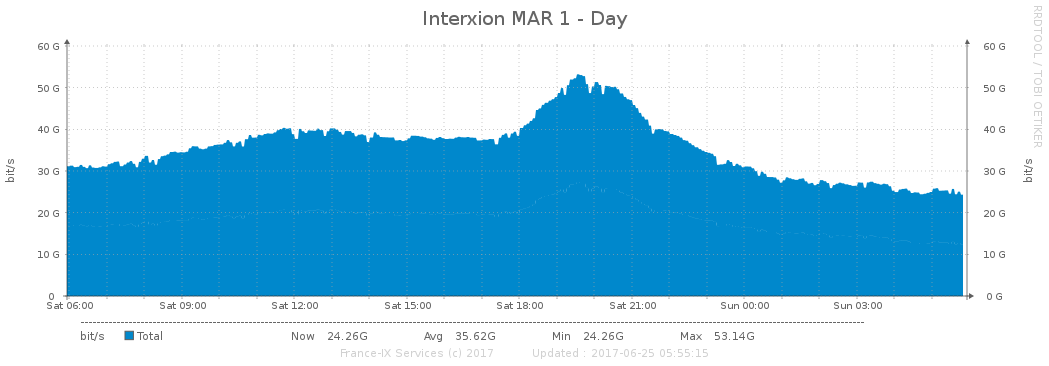 Interxion MAR 1 - Day
RRDTOOL / TOBI OETIKER
60 G 60 G
50 G 50 G
40 G 40 G
30 G 30 G
20 G 20 G
10 G 10 G
0 0 G
bit/s
bit/s
Sat 06:00 Sat 09:00 Sat 12:00 Sat 15:00 Sat 18:00 Sat 21:00 Sun 00:00 Sun 03:00
bit/s Total Now 24.26G Avg 35.62G Min 24.26G Max 53.14G
France-IX Services (c) 2017 Updated : 2017-06-25 05:55:15